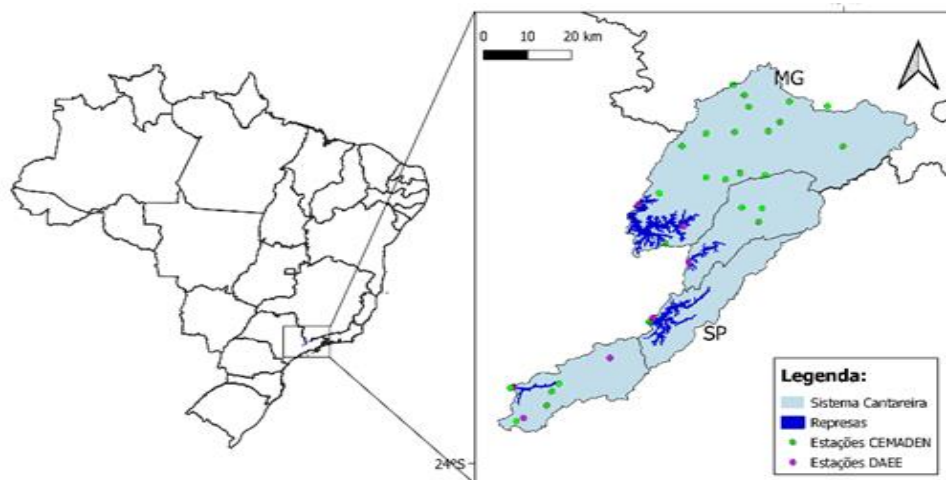 0 10 20 km
MG
SP
Legenda:
Sistema Cantareira
Represas
Estações CEMADEN
Estações DAEE
24°S